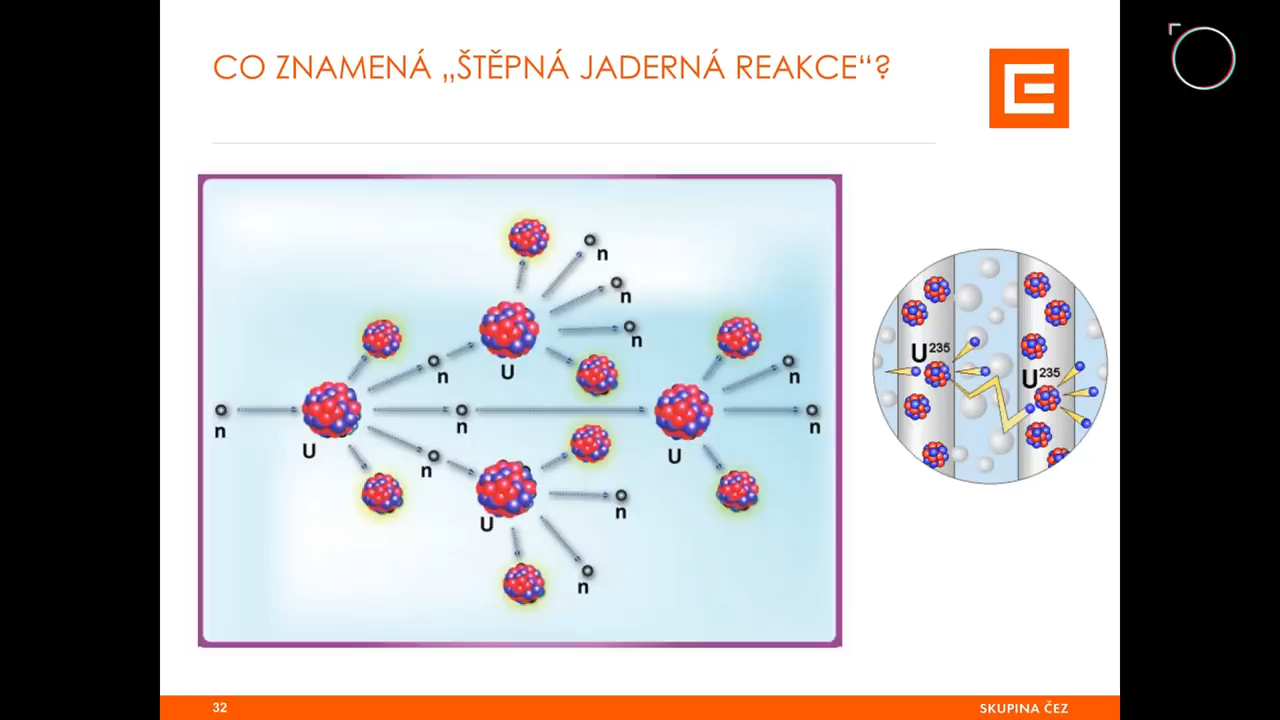 CO ZNAMENÁ „ŠTĚPNÁ JADERNÁ REAKCE“?
n
n
n
n
U
n
n
n
U
n
U
n
n
U
n
n
U²³⁵
U²³⁵
32
SKUPINA ČEZ